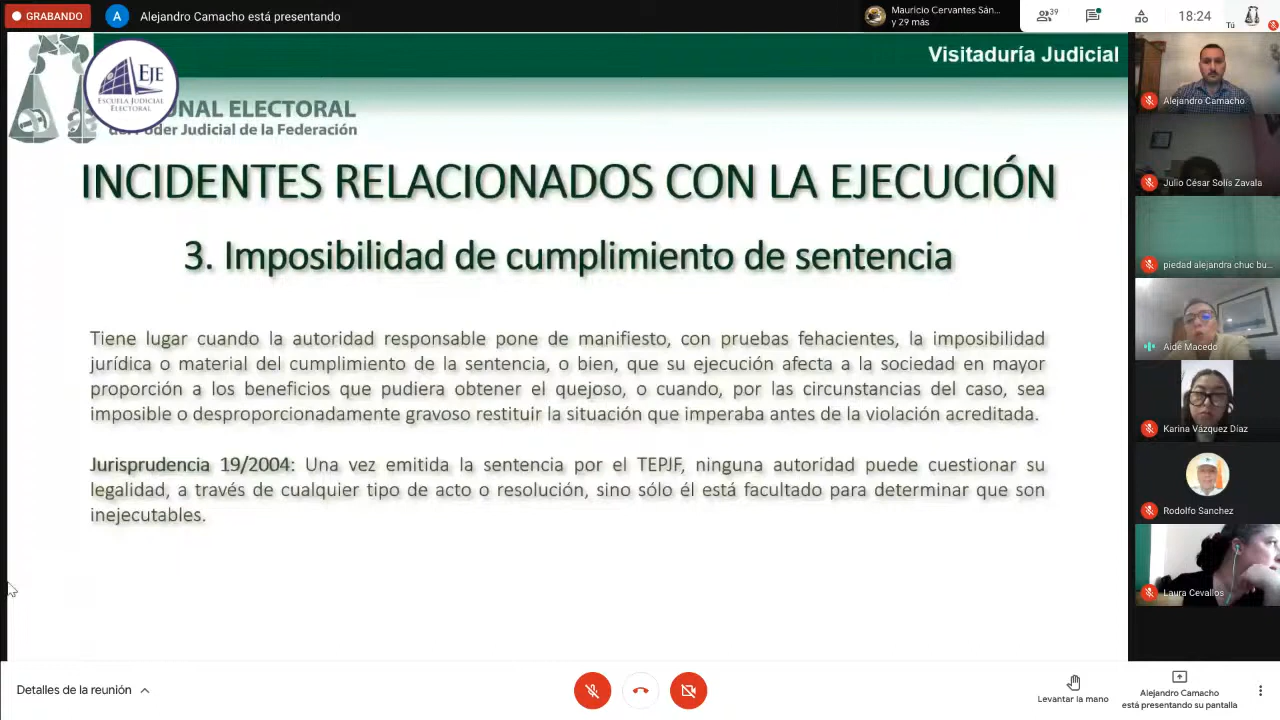 GRABANDO
A
Alejandro Camacho está presentando
Mauricio Cervantes Sán...
y 29 más
39
18:24
Tú
Visitaduría Judicial
EJE
ESCUELA JUDICIAL
ELECTORAL
NAL ELECTORAL
del Poder Judicial de la Federación
INCIDENTES RELACIONADOS CON LA EJECUCIÓN
3. Imposibilidad de cumplimiento de sentencia
Tiene lugar cuando la autoridad responsable pone de manifiesto, con pruebas fehacientes, la imposibilidad
jurídica o material del cumplimiento de la sentencia, o bien, que su ejecución afecta a la sociedad en mayor
proporción a los beneficios que pudiera obtener el quejoso, o cuando, por las circunstancias del caso, sea
imposible o desproporcionadamente gravoso restituir la situación que imperaba antes de la violación acreditada.
Jurisprudencia 19/2004: Una vez emitida la sentencia por el TEPJF, ninguna autoridad puede cuestionar su
legalidad, a través de cualquier tipo de acto o resolución, sino sólo él está facultado para determinar que son
inejecutables.
Alejandro Camacho
Julio César Solís Zavala
piedad alejandra chuc bu...
Aidé Macedo
Karina Vázquez Díaz
Rodolfo Sanchez
Laura Cevallos
Detalles de la reunión
Levantar la mano
Alejandro Camacho
está presentando su pantalla